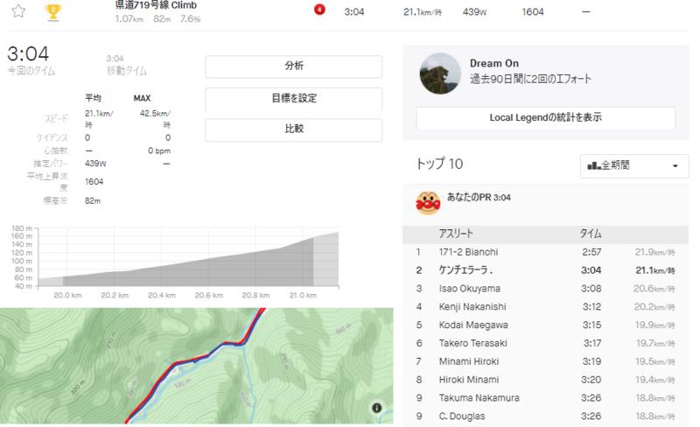 県道719号線 Climb
1.07km 82m 7.6%
4 3:04 21.1km/時 439W 1604 —
3:04
今回のタイム
3:04
移動タイム
分析
目標を設定
比較
平均 MAX
スピード 21.1km/時 42.5km/時
ケイデンス 0 0
心拍数 — 0 bpm
推定パワー 439W —
平均上昇速度 1604
標高差 82m
180 m
160 m
140 m
120 m
100 m
80 m
60 m
40 m
20.0 km 20.2 km 20.4 km 20.6 km 20.8 km 21.0 km
Dream On
過去90日間に2回のエフォート
Local Legendの統計を表示
トップ 10
全期間
あなたのPR 3:04
アスリート タイム
1 171-2 Bianchi 2:57 21.9km/時
2 ケンチェラーラ . 3:04 21.1km/時
3 Isao Okuyama 3:08 20.6km/時
4 Kenji Nakanishi 3:12 20.2km/時
5 Kodai Maegawa 3:15 19.9km/時
6 Takero Terasaki 3:17 19.7km/時
7 Minami Hiroki 3:19 19.5km/時
8 Hiroki Minami 3:20 19.4km/時
9 Takuma Nakamura 3:26 18.8km/時
9 C. Douglas 3:26 18.8km/時